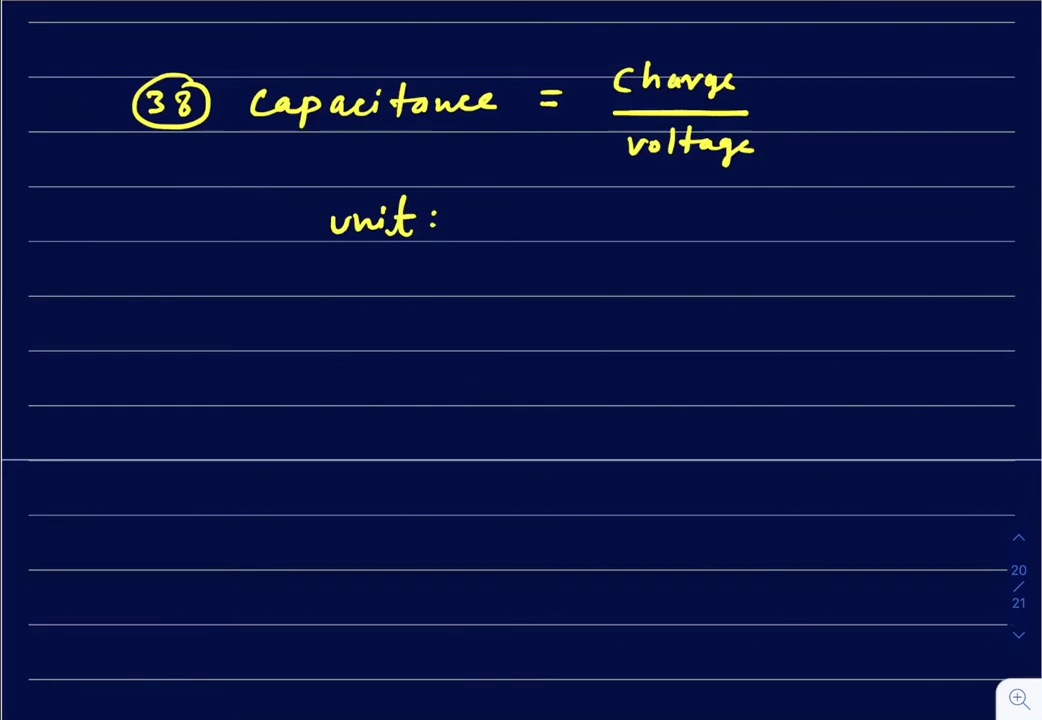 38 Capacitance = charge / voltage
unit :
20 / 21